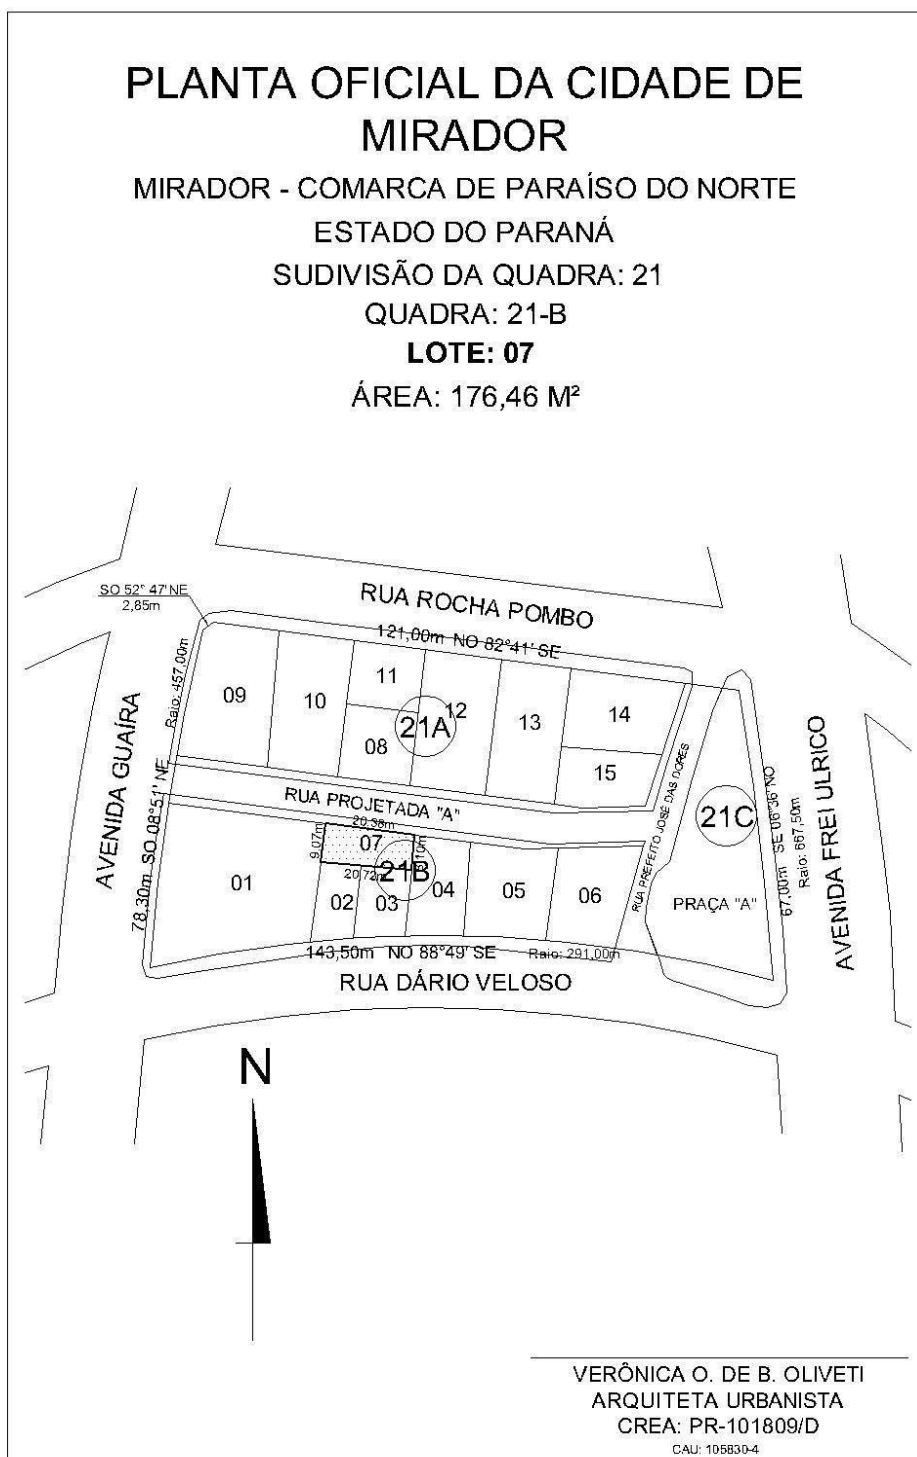 PLANTA OFICIAL DA CIDADE DE
MIRADOR
MIRADOR - COMARCA DE PARAÍSO DO NORTE
ESTADO DO PARANÁ
SUDIVISÃO DA QUADRA: 21
QUADRA: 21-B
LOTE: 07
ÁREA: 176,46 M²
SO 52° 47' NE
2,85m
RUA ROCHA POMBO
121,00m NO 82°41' SE
Raio: 457,00m
AVENIDA GUAÍRA
78,30m SO 08°51' NE
09
10
11
08
12
21A
13
14
15
RUA PROJETADA "A"
20,38m
9,07m
07
20,72m
21B
01
02
03
04
05
06
RUA PREFEITO JOSÉ DAS DORES
21C
PRAÇA "A"
67,00m SE 06°36' NO
Raio: 667,50m
AVENIDA FREI ULRICO
143,50m NO 88°49' SE
Raio: 291,00m
RUA DÁRIO VELOSO
N
VERÔNICA O. DE B. OLIVETI
ARQUITETA URBANISTA
CREA: PR-101809/D
CAU: 105830-4